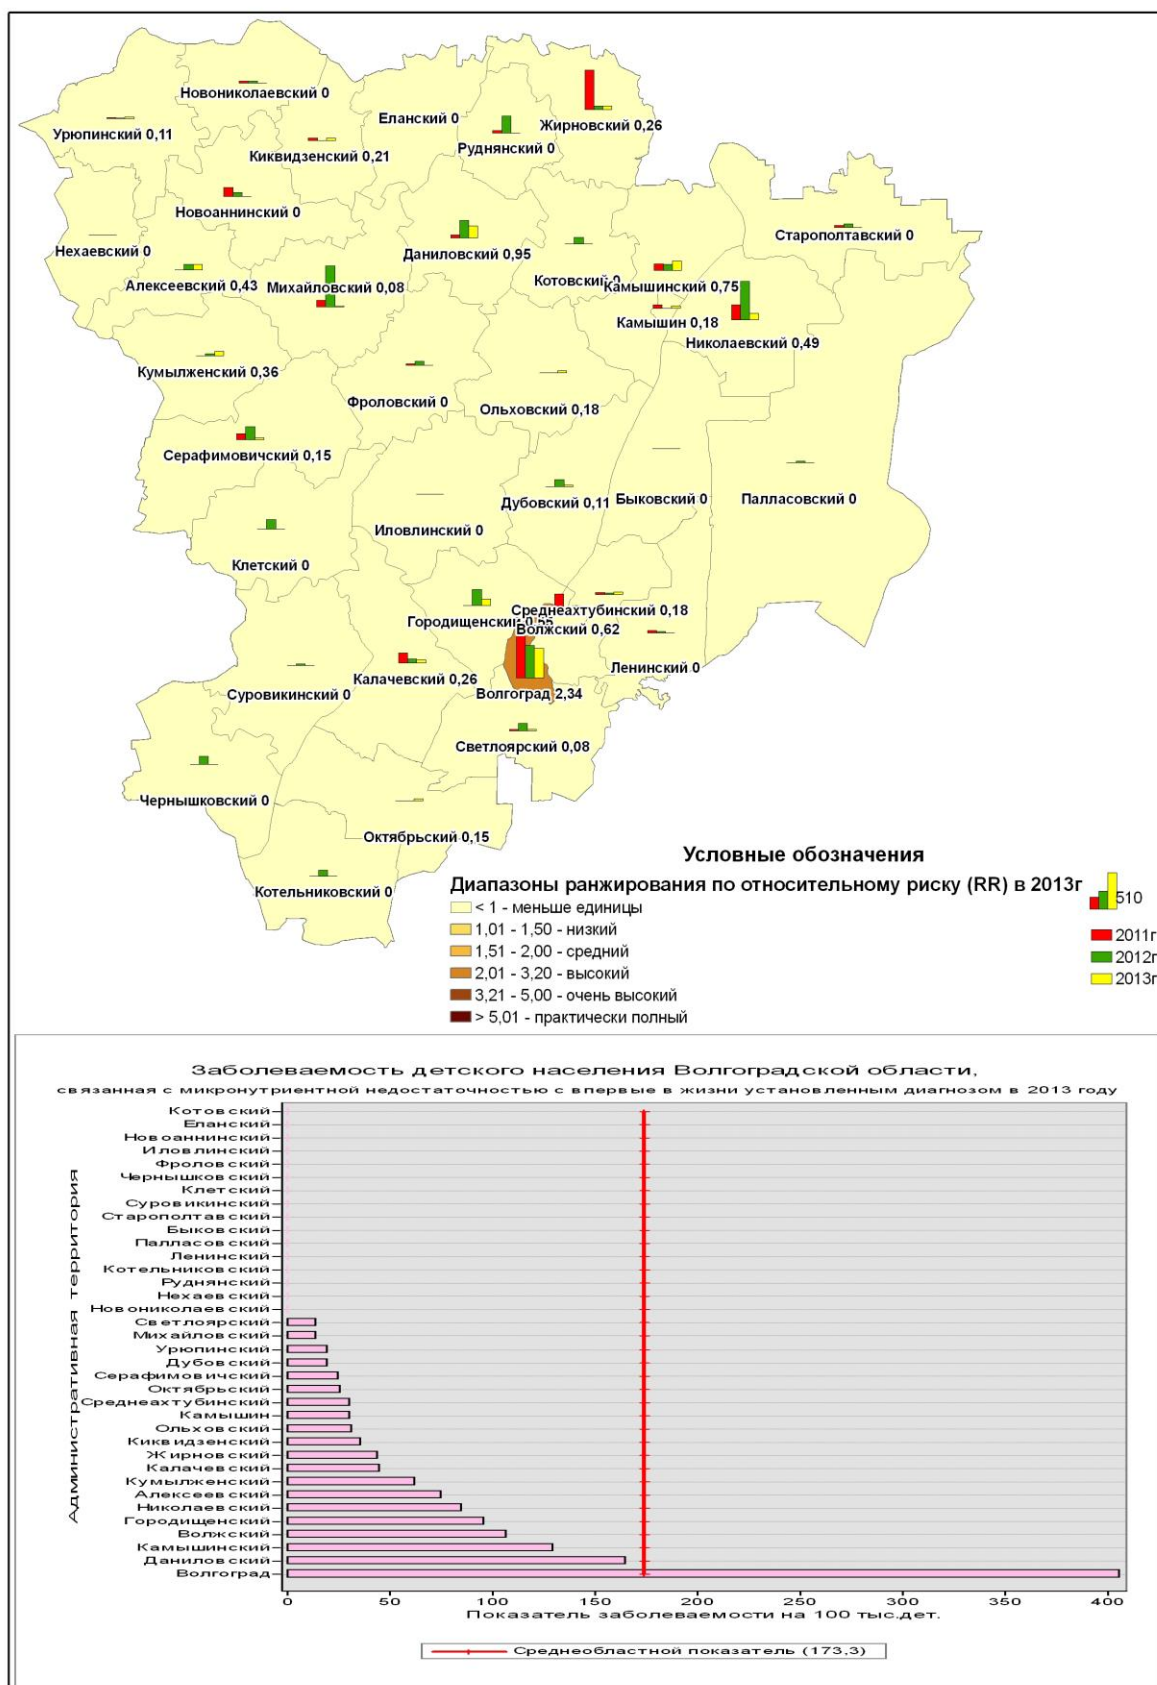 Новониколаевский 0
Урюпинский 0,11
Еланский 0
Жирновский 0,26
Руднянский 0
Киквидзенский 0,21
Новоаннинский 0
Нехаевский 0
Даниловский 0,95
Старополтавский 0
Алексеевский 0,43
Михайловский 0,08
Котовский 0
Камышинский 0,75
Камышин 0,18
Николаевский 0,49
Кумылженский 0,36
Фроловский 0
Ольховский 0,18
Серафимовичский 0,15
Дубовский 0,11
Быковский 0
Палласовский 0
Иловлинский 0
Клетский 0
Среднеахтубинский 0,18
Городищенский 0,55
Волжский 0,62
Ленинский 0
Калачевский 0,26
Суровикинский 0
Волгоград 2,34
Светлоярский 0,08
Чернышковский 0
Октябрьский 0,15
Котельниковский 0
Условные обозначения
Диапазоны ранжирования по относительному риску (RR) в 2013г
< 1 - меньше единицы
1,01 - 1,50 - низкий
1,51 - 2,00 - средний
2,01 - 3,20 - высокий
3,21 - 5,00 - очень высокий
> 5,01 - практически полный
510
2011г
2012г
2013г
Заболеваемость детского населения Волгоградской области,
связанная с микронутриентной недостаточностью с впервые в жизни установленным диагнозом в 2013 году
Административная территория
Котовский
Еланский
Новоаннинский
Иловлинский
Фроловский
Чернышковский
Клетский
Суровикинский
Старополтавский
Быковский
Палласовский
Ленинский
Котельниковский
Руднянский
Нехаевский
Новониколаевский
Светлоярский
Михайловский
Урюпинский
Дубовский
Серафимовичский
Октябрьский
Среднеахтубинский
Камышин
Ольховский
Киквидзенский
Жирновский
Калачевский
Кумылженский
Алексеевский
Николаевский
Городищенский
Волжский
Камышинский
Даниловский
Волгоград
0 50 100 150 200 250 300 350 400
Показатель заболеваемости на 100 тыс.дет.
Среднеобластной показатель (173,3)